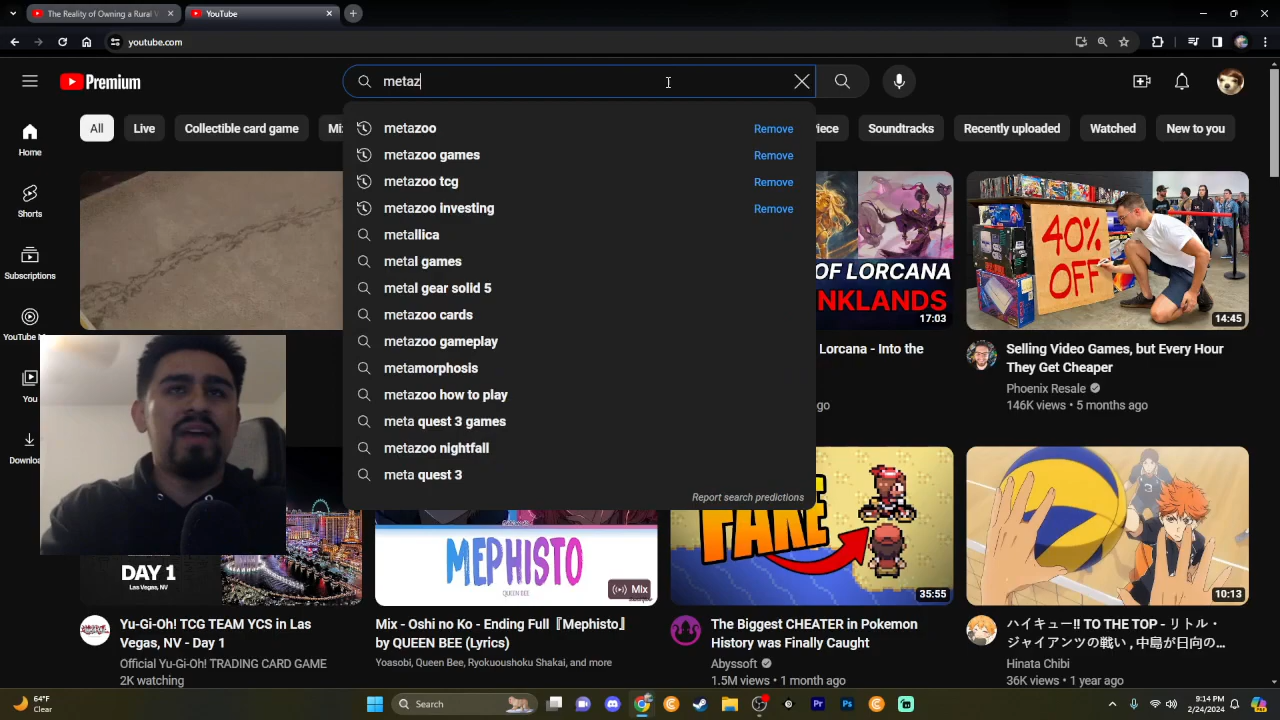 The Reality of Owning a Rural V
YouTube
youtube.com
Premium
metaz
All
Live
Collectible card game
Mi
iece
Soundtracks
Recently uploaded
Watched
New to you
metazoo
Remove
metazoo games
Remove
metazoo tcg
Remove
metazoo investing
Remove
metallica
metal games
metal gear solid 5
metazoo cards
metazoo gameplay
metamorphosis
metazoo how to play
meta quest 3 games
metazoo nightfall
meta quest 3
Report search predictions
Home
Shorts
Subscriptions
YouTube M
You
Downloa
OF LORCANA
NKLANDS
17:03
40%
OFF
14:45
Lorcana - Into the
go
Selling Video Games, but Every Hour
They Get Cheaper
Phoenix Resale
146K views • 5 months ago
DAY 1
Las Vegas, NV
MEPHISTO
QUEEN BEE
Mix
FAKE
35:55
10:13
Yu-Gi-Oh! TCG TEAM YCS in Las
Vegas, NV - Day 1
Official Yu-Gi-Oh! TRADING CARD GAME
2K watching
Mix - Oshi no Ko - Ending Full『Mephisto』
by QUEEN BEE (Lyrics)
Yoasobi, Queen Bee, Ryokuoushoku Shakai, and more
The Biggest CHEATER in Pokemon
History was Finally Caught
Abyssoft
1.5M views • 1 month ago
ハイキュー!! TO THE TOP - リトル・
ジャイアンツの戦い , 中島が日向の...
Hinata Chibi
36K views • 1 year ago
64°F
Clear
Search
9:14 PM
2/24/2024